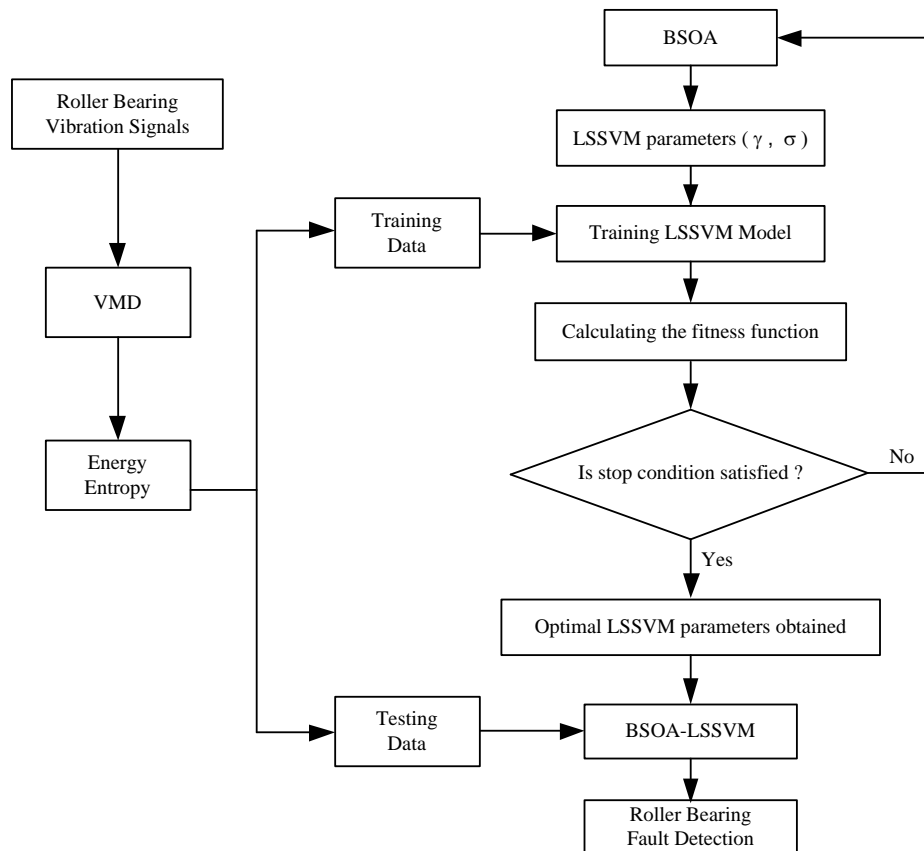 BSOA
Roller Bearing
Vibration Signals
LSSVM parameters ( γ , σ )
Training
Data
Training LSSVM Model
VMD
Calculating the fitness function
Energy
Entropy
Is stop condition satisfied ?
No
Yes
Optimal LSSVM parameters obtained
Testing
Data
BSOA-LSSVM
Roller Bearing
Fault Detection